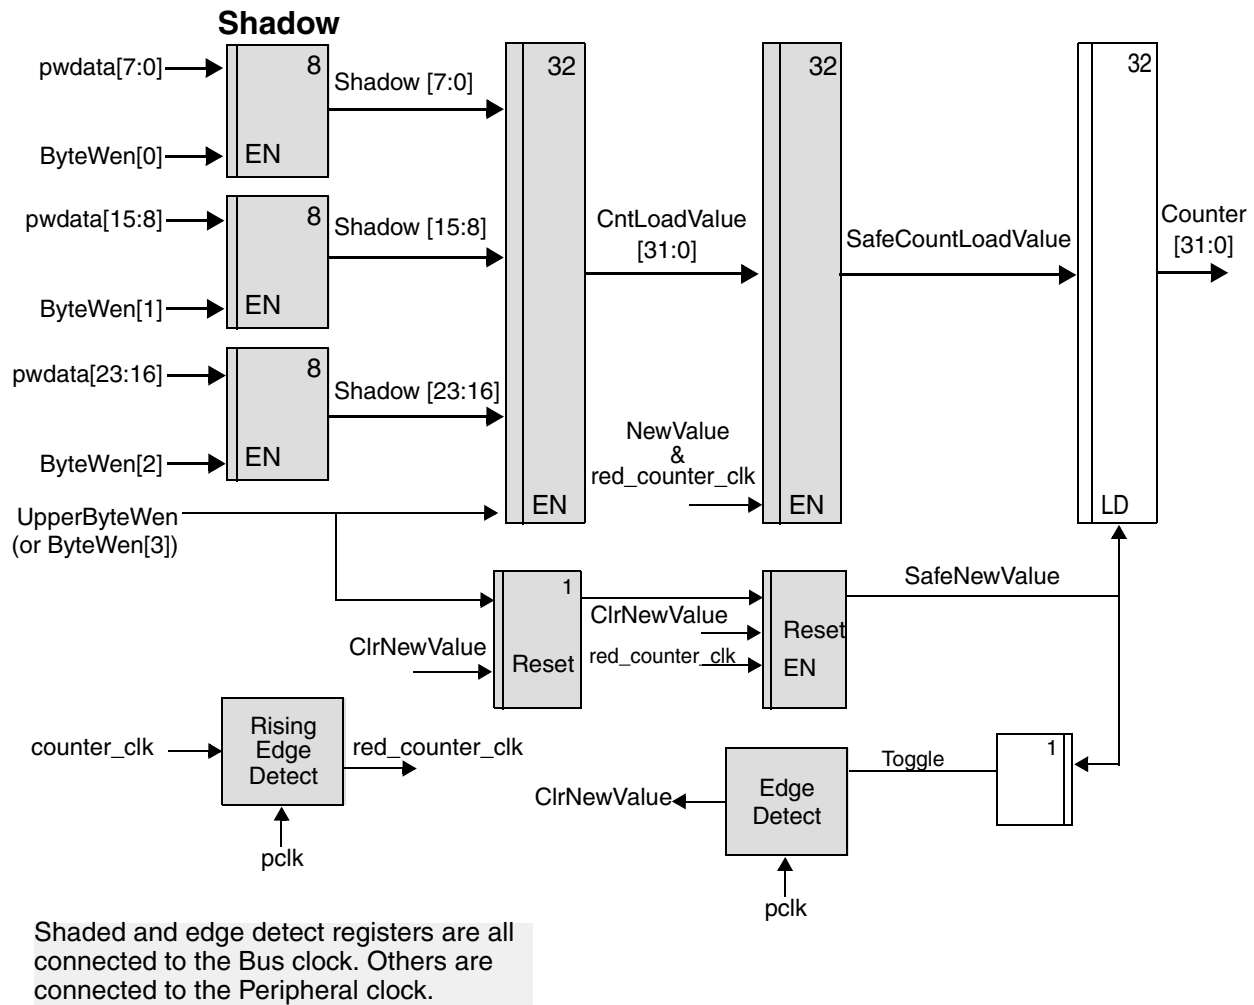 Shadow
pwdata[7:0]
8
Shadow [7:0]
32
32
32
ByteWen[0]
EN
pwdata[15:8]
8
Shadow [15:8]
CntLoadValue
[31:0]
SafeCountLoadValue
Counter
[31:0]
ByteWen[1]
EN
pwdata[23:16]
8
Shadow [23:16]
NewValue
&
red_counter_clk
ByteWen[2]
EN
UpperByteWen
(or ByteWen[3])
EN
EN
LD
1
ClrNewValue
Reset
ClrNewValue
red_counter_clk
Reset
EN
SafeNewValue
counter_clk
Rising
Edge
Detect
red_counter_clk
pclk
ClrNewValue
Edge
Detect
Toggle
1
pclk
Shaded and edge detect registers are all
connected to the Bus clock. Others are
connected to the Peripheral clock.